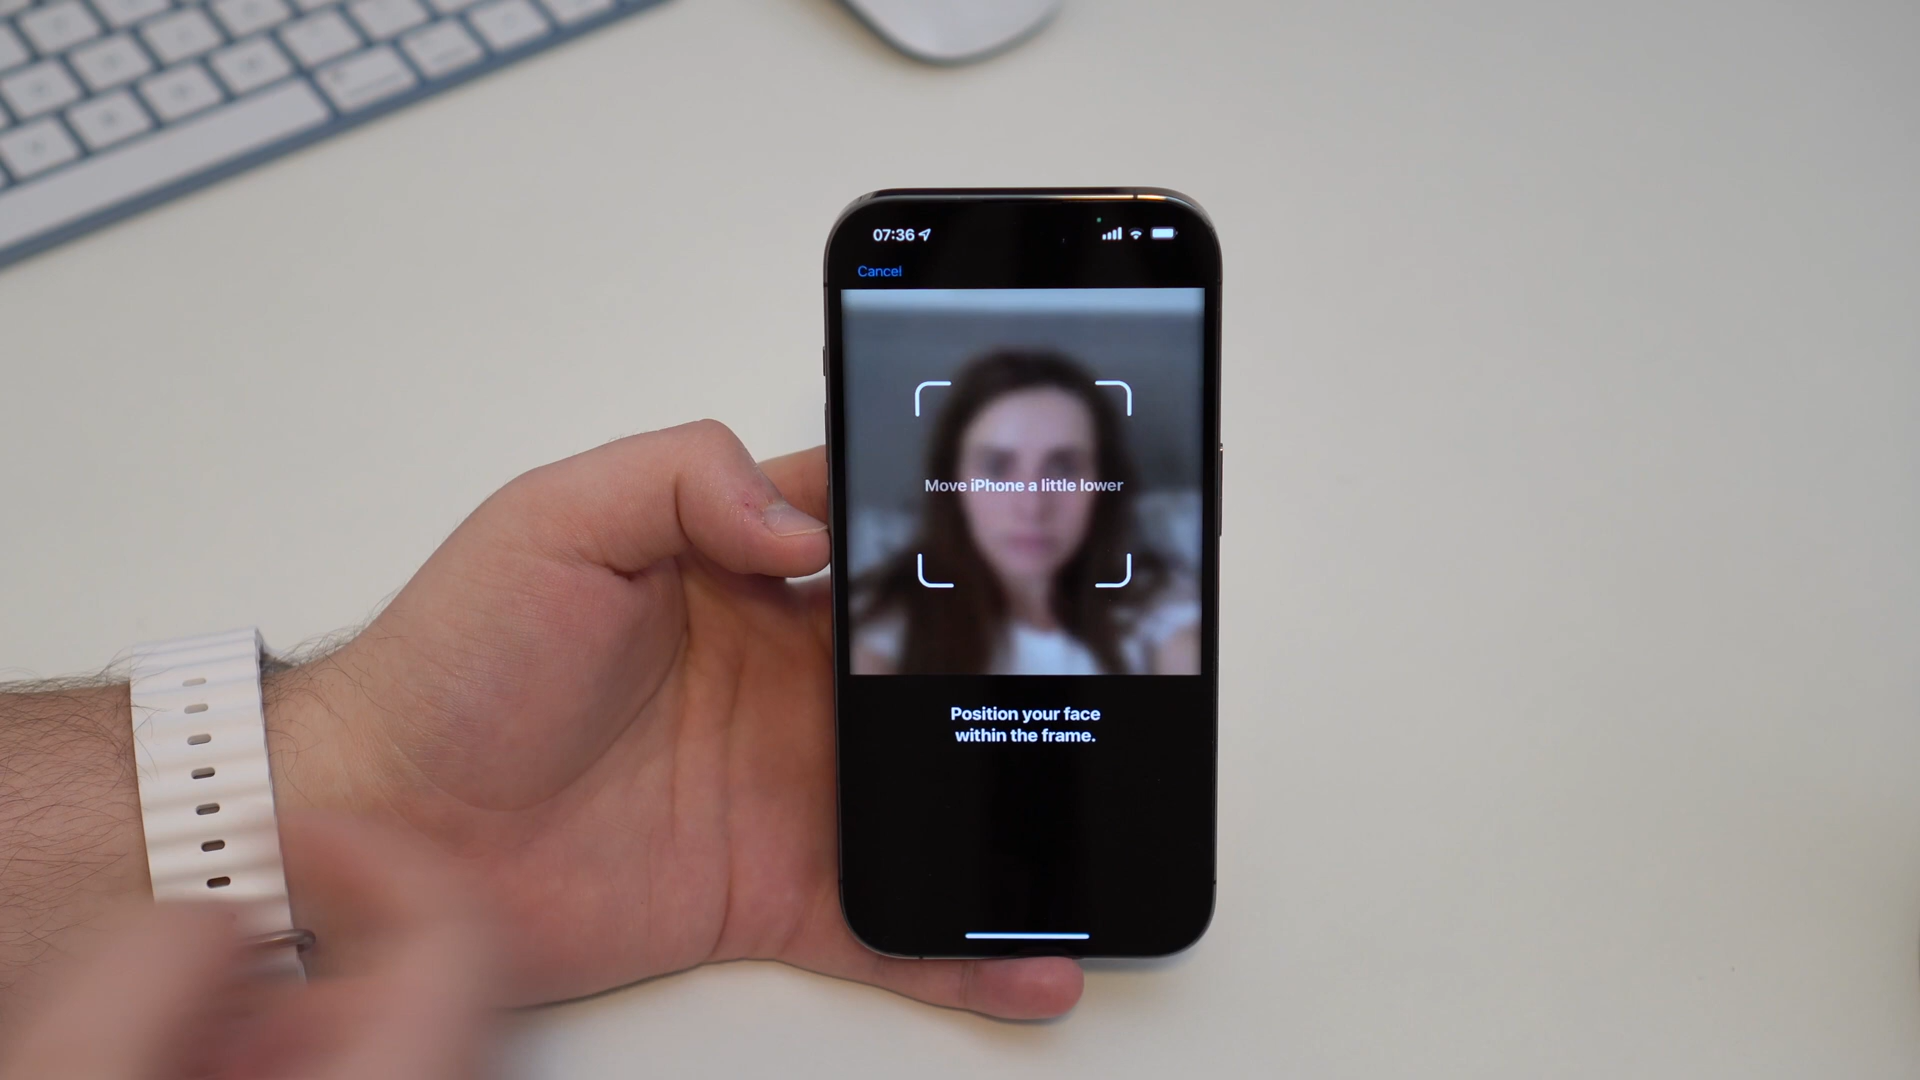 07:36
Cancel
Move iPhone a little lower
Position your face
within the frame.